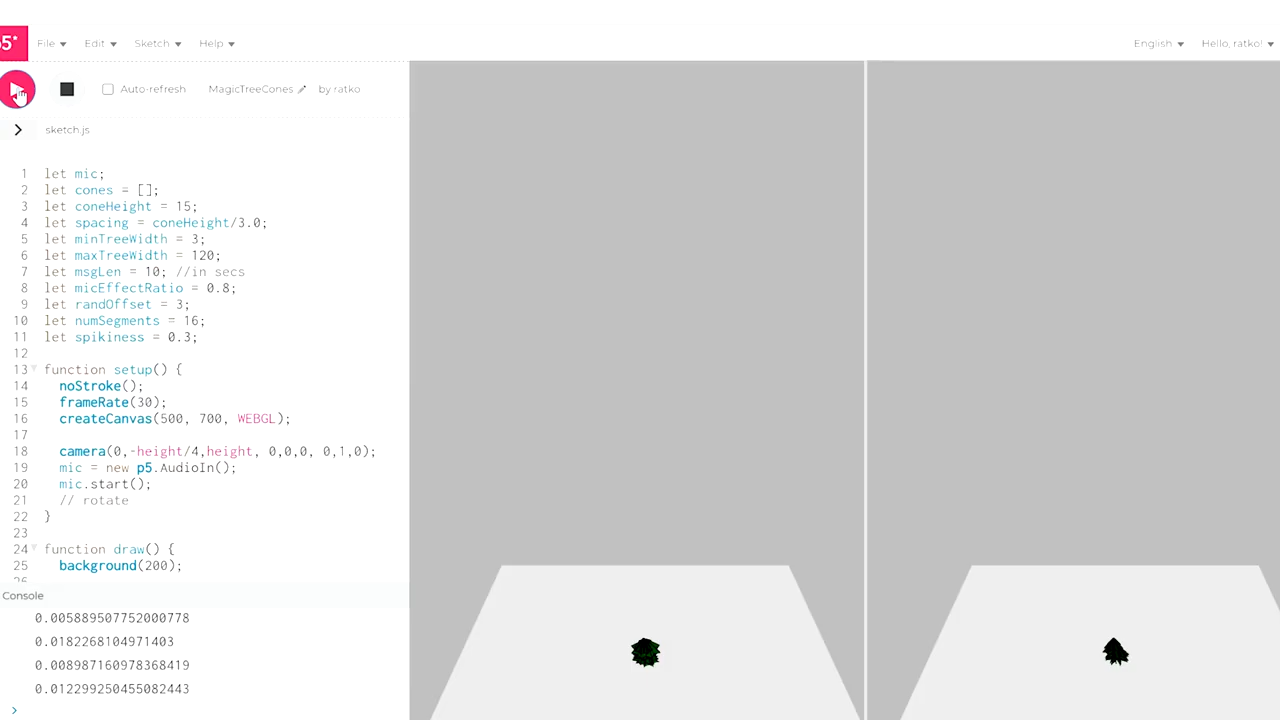 5*
File Edit Sketch Help English Hello, ratko!
Auto-refresh MagicTreeCones by ratko
sketch.js
1 let mic;
2 let cones = [];
3 let coneHeight = 15;
4 let spacing = coneHeight/3.0;
5 let minTreeWidth = 3;
6 let maxTreeWidth = 120;
7 let msgLen = 10; //in secs
8 let micEffectRatio = 0.8;
9 let randOffset = 3;
10 let numSegments = 16;
11 let spikiness = 0.3;
12
13 function setup() {
14 noStroke();
15 frameRate(30);
16 createCanvas(500, 700, WEBGL);
17
18 camera(0,-height/4,height, 0,0,0, 0,1,0);
19 mic = new p5.AudioIn();
20 mic.start();
21 // rotate
22 }
23
24 function draw() {
25 background(200);
26
Console
0.005889507752000778
0.0182268104971403
0.008987160978368419
0.012299250455082443
>